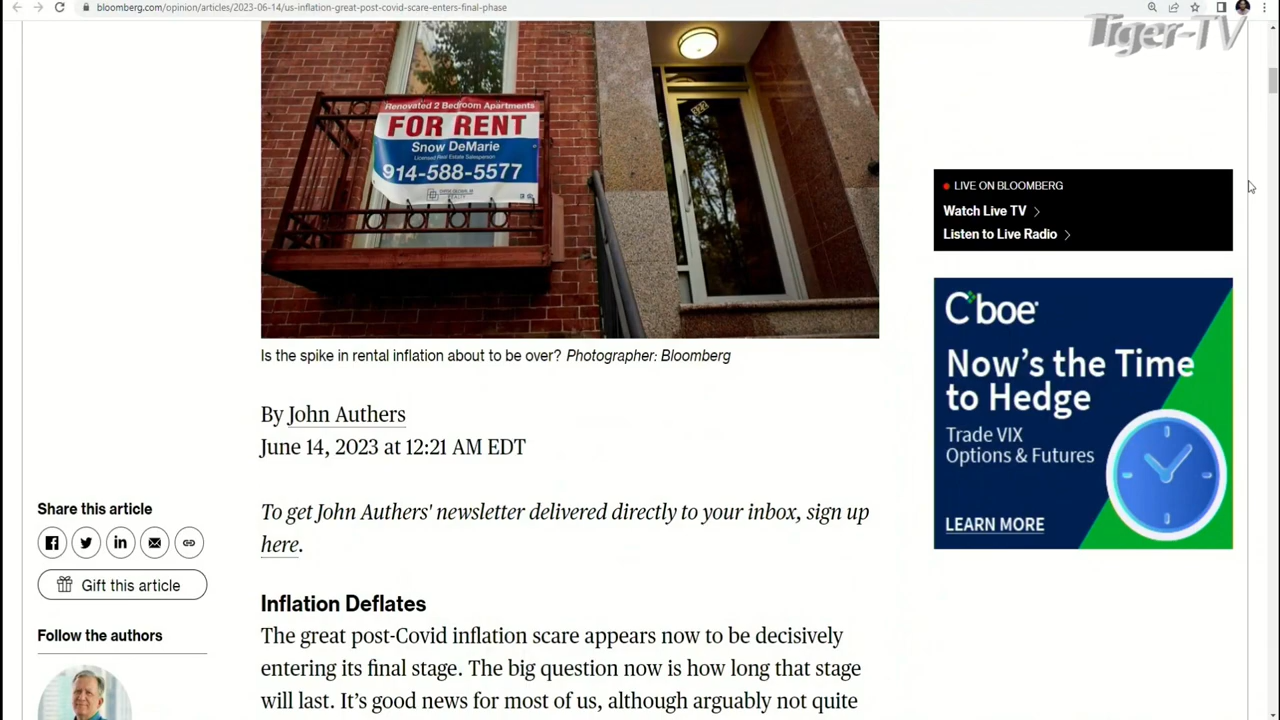 bloomberg.com/opinion/articles/2023-06-14/us-inflation-great-post-covid-scare-enters-final-phase
Tiger-TV
Renovated 2 Bedroom Apartments
FOR RENT
Snow DeMarie
Licensed Real Estate Salesperson
914-588-5577
LIVE ON BLOOMBERG
Watch Live TV
Listen to Live Radio
Cboe
Now's the Time
to Hedge
Trade VIX
Options & Futures
LEARN MORE
Is the spike in rental inflation about to be over? Photographer: Bloomberg
By John Authers
June 14, 2023 at 12:21 AM EDT
Share this article
Gift this article
Follow the authors
To get John Authers' newsletter delivered directly to your inbox, sign up
here.
Inflation Deflates
The great post-Covid inflation scare appears now to be decisively
entering its final stage. The big question now is how long that stage
will last. It's good news for most of us, although arguably not quite